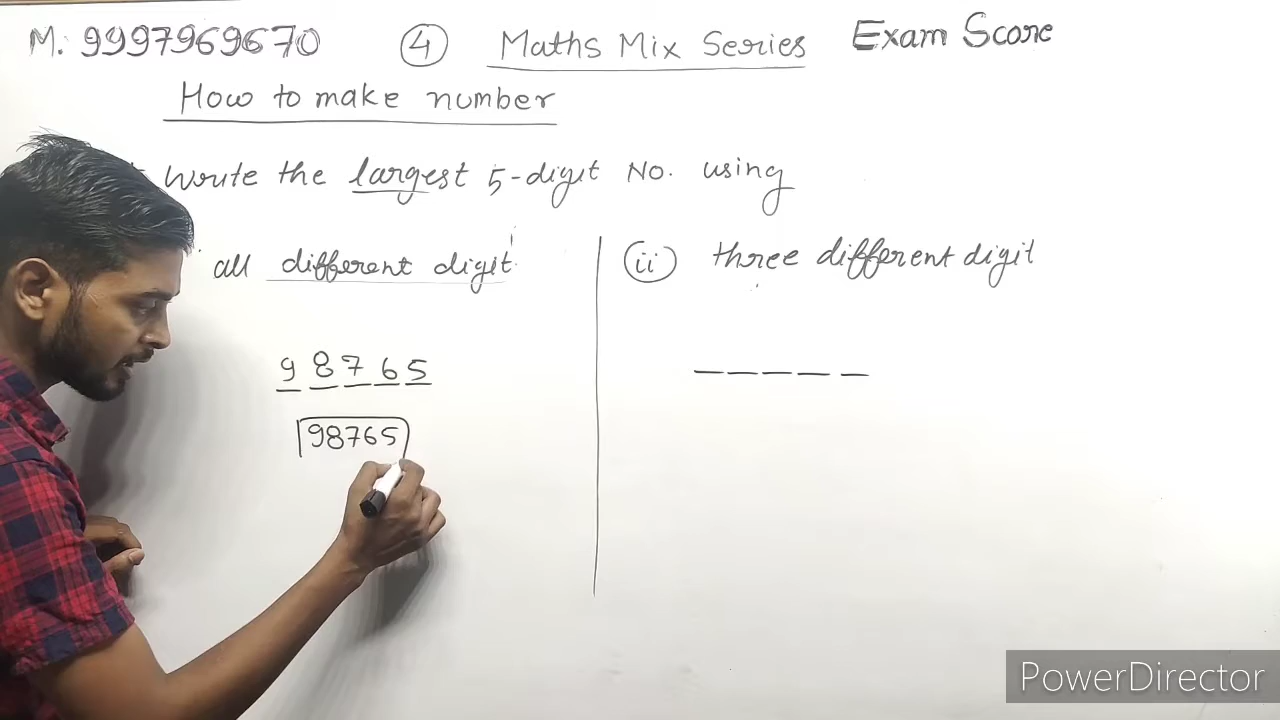 M. 9997969670 ④ Maths Mix Series Exam Score
How to make number
Write the largest 5-digit No. using
all different digit
(ii) three different digit
9 8 7 6 5
98765
PowerDirector